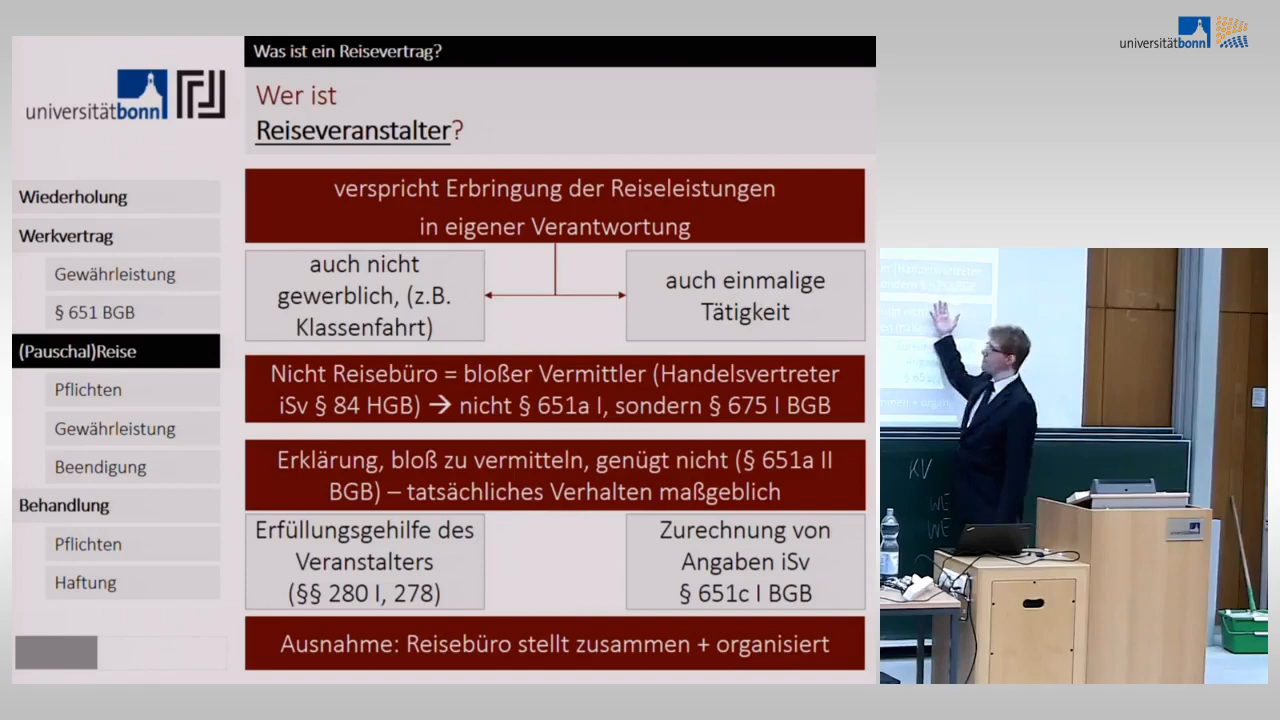 universitätbonn
Was ist ein Reisevertrag?
universitätbonn
Wer ist
Reiseveranstalter?
Wiederholung
Werkvertrag
Gewährleistung
§ 651 BGB
(Pauschal)Reise
Pflichten
Gewährleistung
Beendigung
Behandlung
Pflichten
Haftung
verspricht Erbringung der Reiseleistungen
in eigener Verantwortung
auch nicht
gewerblich, (z.B.
Klassenfahrt)
auch einmalige
Tätigkeit
Nicht Reisebüro = bloßer Vermittler (Handelsvertreter
iSv § 84 HGB) → nicht § 651a I, sondern § 675 I BGB
Erklärung, bloß zu vermitteln, genügt nicht (§ 651a II
BGB) – tatsächliches Verhalten maßgeblich
Erfüllungsgehilfe des
Veranstalters
(§§ 280 I, 278)
Zurechnung von
Angaben iSv
§ 651c I BGB
Ausnahme: Reisebüro stellt zusammen + organisiert
KV
WE
WE